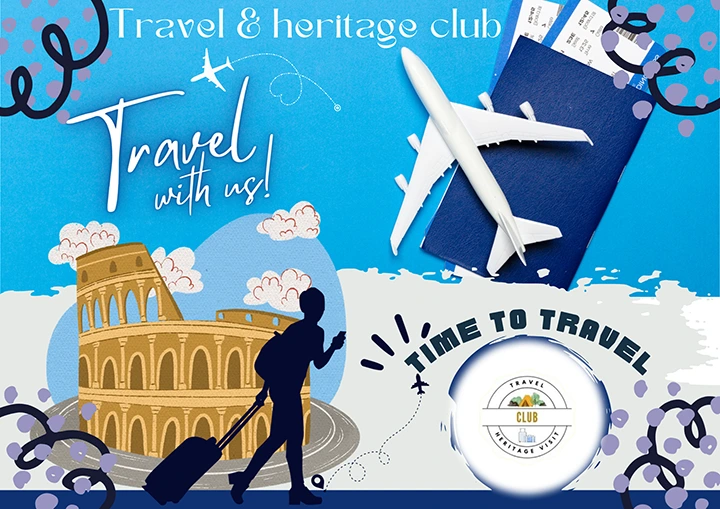 Travel & heritage club
Travel
with us!
TIME TO TRAVEL
TRAVEL
CLUB
HERITAGE VISIT